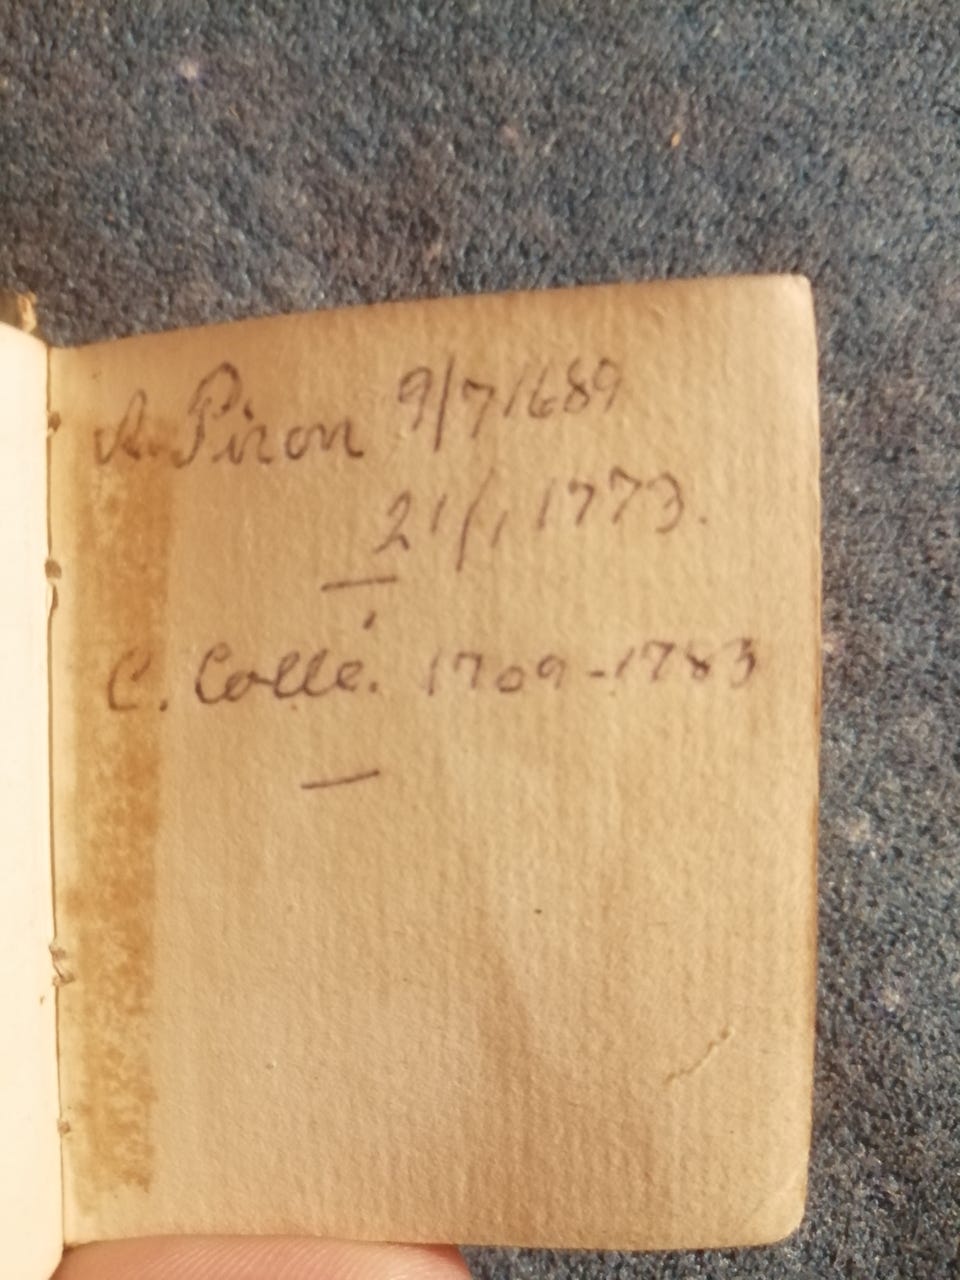 A. Piron 9/7 1689
21/1 1773.
C. Collé. 1709-1783